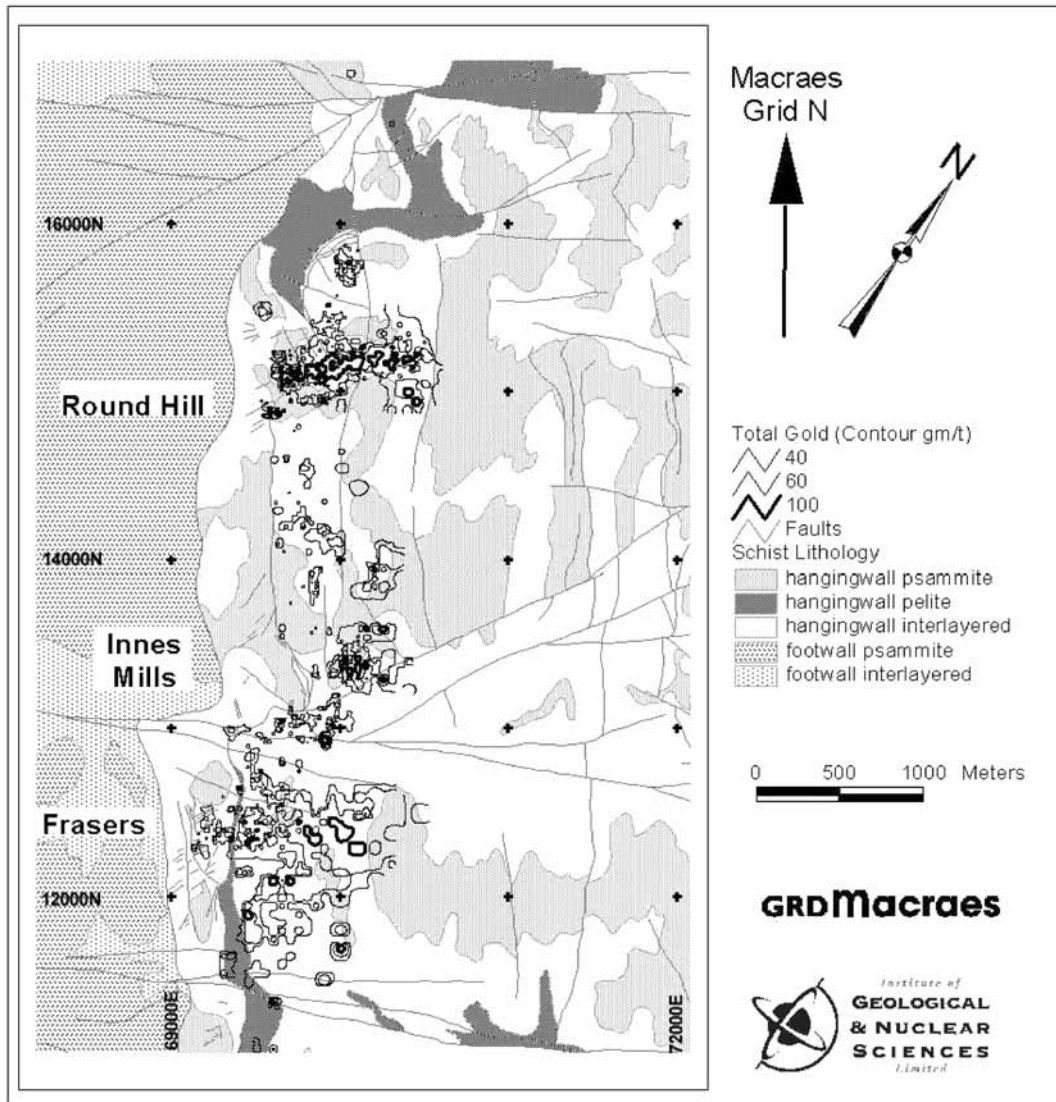 Macraes
Grid N
N
16000N
Round Hill
14000N
Innes
Mills
Frasers
12000N
69000E
72000E
Total Gold (Contour gm/t)
40
60
100
Faults
Schist Lithology
hangingwall psammite
hangingwall pelite
hangingwall interlayered
footwall psammite
footwall interlayered
0 500 1000 Meters
GRDMacraes
Institute of
GEOLOGICAL
& NUCLEAR
SCIENCES
Limited